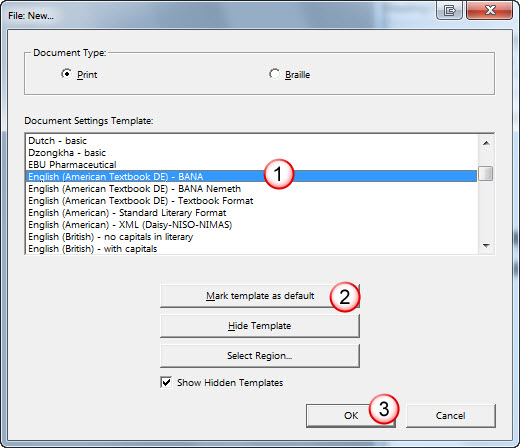 File: New...
Document Type:
Print
Braille
Document Settings Template:
Dutch - basic
Dzongkha - basic
EBU Pharmaceutical
English (American Textbook DE) - BANA
1
English (American Textbook DE) - BANA Nemeth
English (American Textbook DE) - Textbook Format
English (American) - Standard Literary Format
English (American) - XML (Daisy-NISO-NIMAS)
English (British) - no capitals in literary
English (British) - with capitals
Mark template as default
2
Hide Template
Select Region...
Show Hidden Templates
OK
3
Cancel